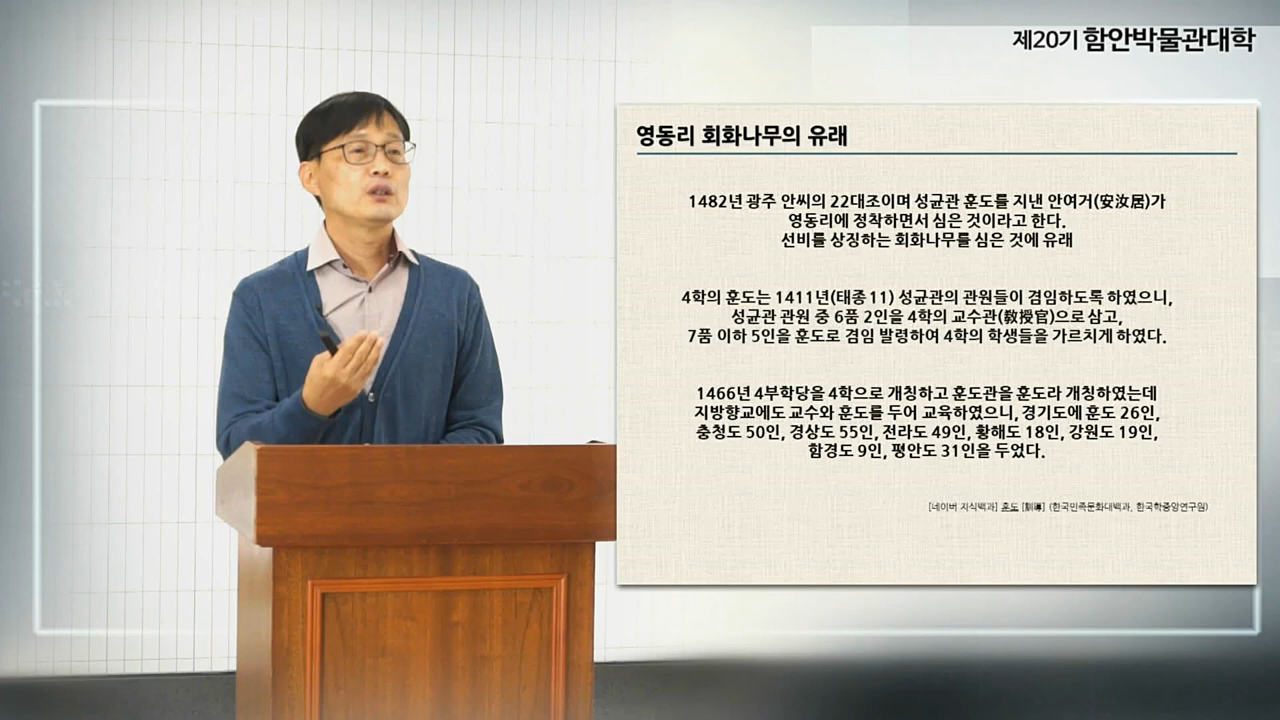 제20기 함안박물관대학
영동리 회화나무의 유래
1482년 광주 안씨의 22대조이며 성균관 훈도를 지낸 안여거(安汝居)가
영동리에 정착하면서 심은 것이라고 한다.
선비를 상징하는 회화나무를 심은 것에 유래
4학의 훈도는 1411년(태종 11) 성균관의 관원들이 겸임하도록 하였으니,
성균관 관원 중 6품 2인을 4학의 교수관(敎授官)으로 삼고,
7품 이하 5인을 훈도로 겸임 발령하여 4학의 학생들을 가르치게 하였다.
1466년 4부학당을 4학으로 개칭하고 훈도관을 훈도라 개칭하였는데
지방향교에도 교수와 훈도를 두어 교육하였으니, 경기도에 훈도 26인,
충청도 50인, 경상도 55인, 전라도 49인, 황해도 18인, 강원도 19인,
함경도 9인, 평안도 31인을 두었다.
[네이버 지식백과] 훈도 [訓導] (한국민족문화대백과, 한국학중앙연구원)